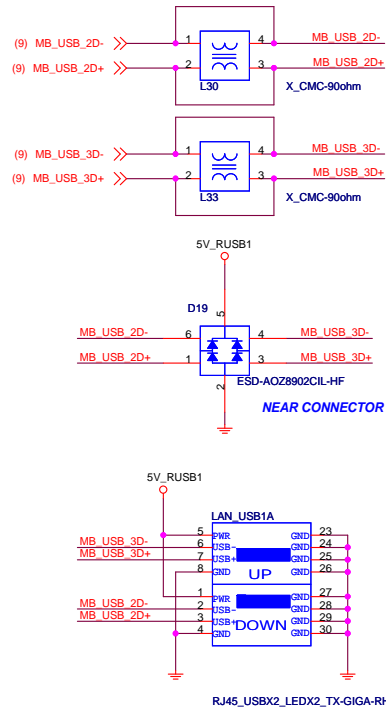 (9) MB_USB_2D- 1 4 MB_USB_2D-
(9) MB_USB_2D+ 2 3 MB_USB_2D+
L30 X_CMC-90ohm
(9) MB_USB_3D- 1 4 MB_USB_3D-
(9) MB_USB_3D+ 2 3 MB_USB_3D+
L33 X_CMC-90ohm
5V_RUSB1
D19
5
MB_USB_2D- 6 4 MB_USB_3D-
MB_USB_2D+ 1 3 MB_USB_3D+
2 ESD-AOZ8902CIL-HF
NEAR CONNECTOR
5V_RUSB1
LAN_USB1A
5 PWR GND 23
MB_USB_3D- 6 USB- GND 24
MB_USB_3D+ 7 USB+ GND 25
8 GND GND 26
UP
1 PWR GND 27
MB_USB_2D- 2 USB- GND 28
MB_USB_2D+ 3 USB+ GND 29
4 GND GND 30
DOWN
RJ45_USBX2_LEDX2_TX-GIGA-RH